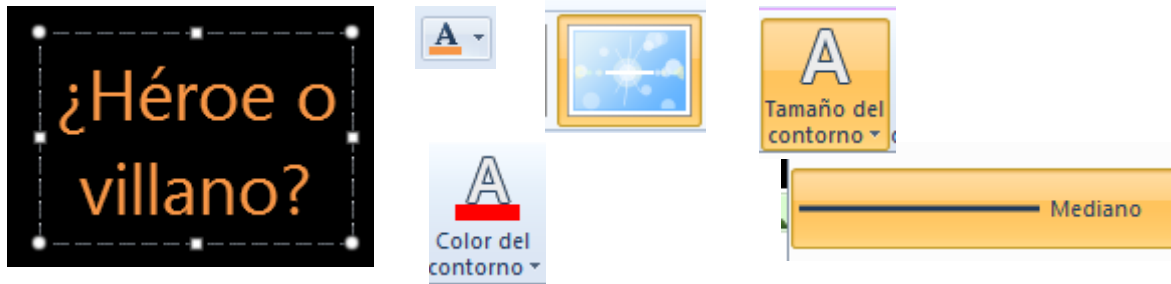 ¿Héroe o
villano?
A
A
Tamaño del
contorno
A
Color del
contorno
Mediano